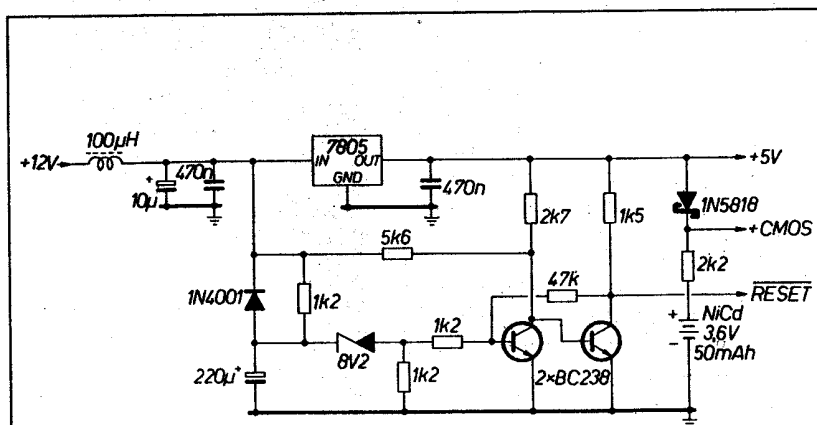 100µH
+12V
470n
10µ
+
7805
IN OUT
GND
470n
+5V
1N5818
+CMOS
2k7
1k5
5k6
2k2
1N4001
1k2
47k
RESET
1k2
8V2
+
NiCd
3,6V
50mAh
-
220µ
+
1k2
2×BC238